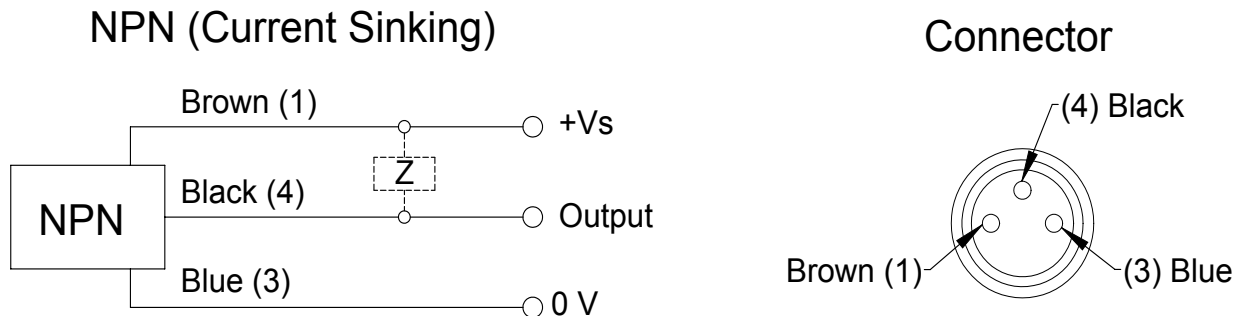 NPN (Current Sinking)
Brown (1)
+Vs
Z
Black (4)
NPN
Output
Blue (3)
0 V
Connector
(4) Black
Brown (1)
(3) Blue